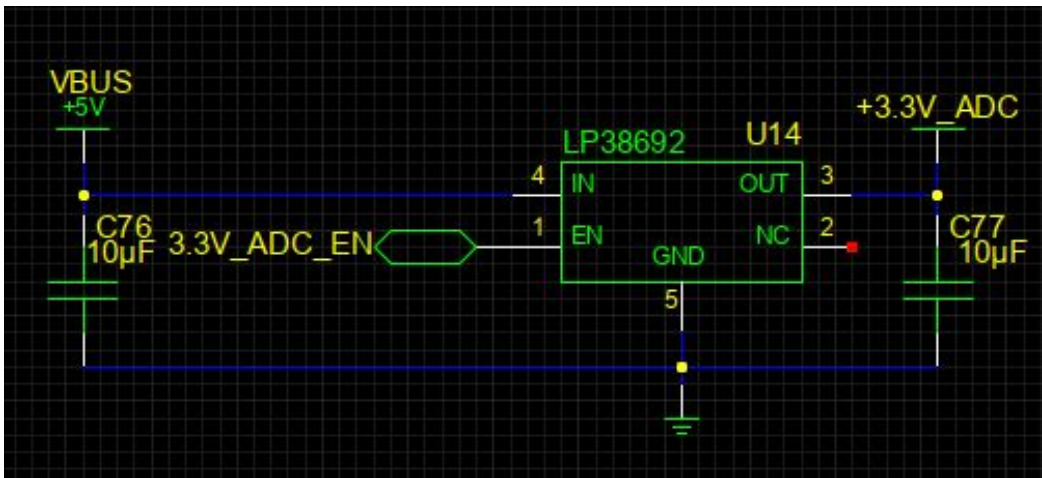 VBUS
+5V
+3.3V_ADC
LP38692
U14
4
IN
OUT
3
C76
10µF
3.3V_ADC_EN
1
EN
NC
2
C77
10µF
GND
5